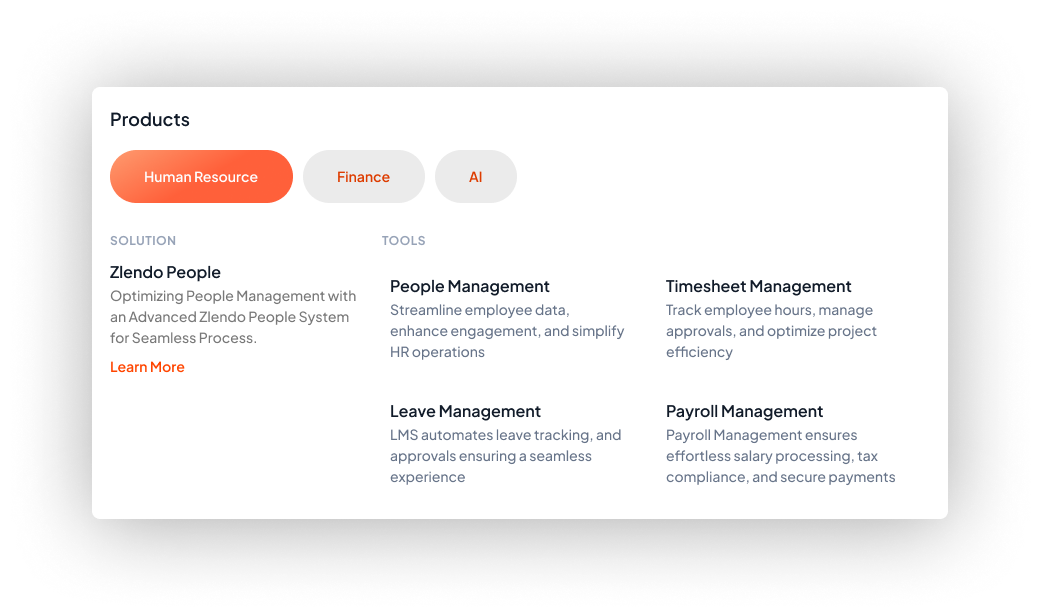 Products
Human Resource
Finance
AI
SOLUTION
Zlendo People
Optimizing People Management with
an Advanced Zlendo People System
for Seamless Process.
Learn More
TOOLS
People Management
Streamline employee data,
enhance engagement, and simplify
HR operations
Timesheet Management
Track employee hours, manage
approvals, and optimize project
efficiency
Leave Management
LMS automates leave tracking, and
approvals ensuring a seamless
experience
Payroll Management
Payroll Management ensures
effortless salary processing, tax
compliance, and secure payments